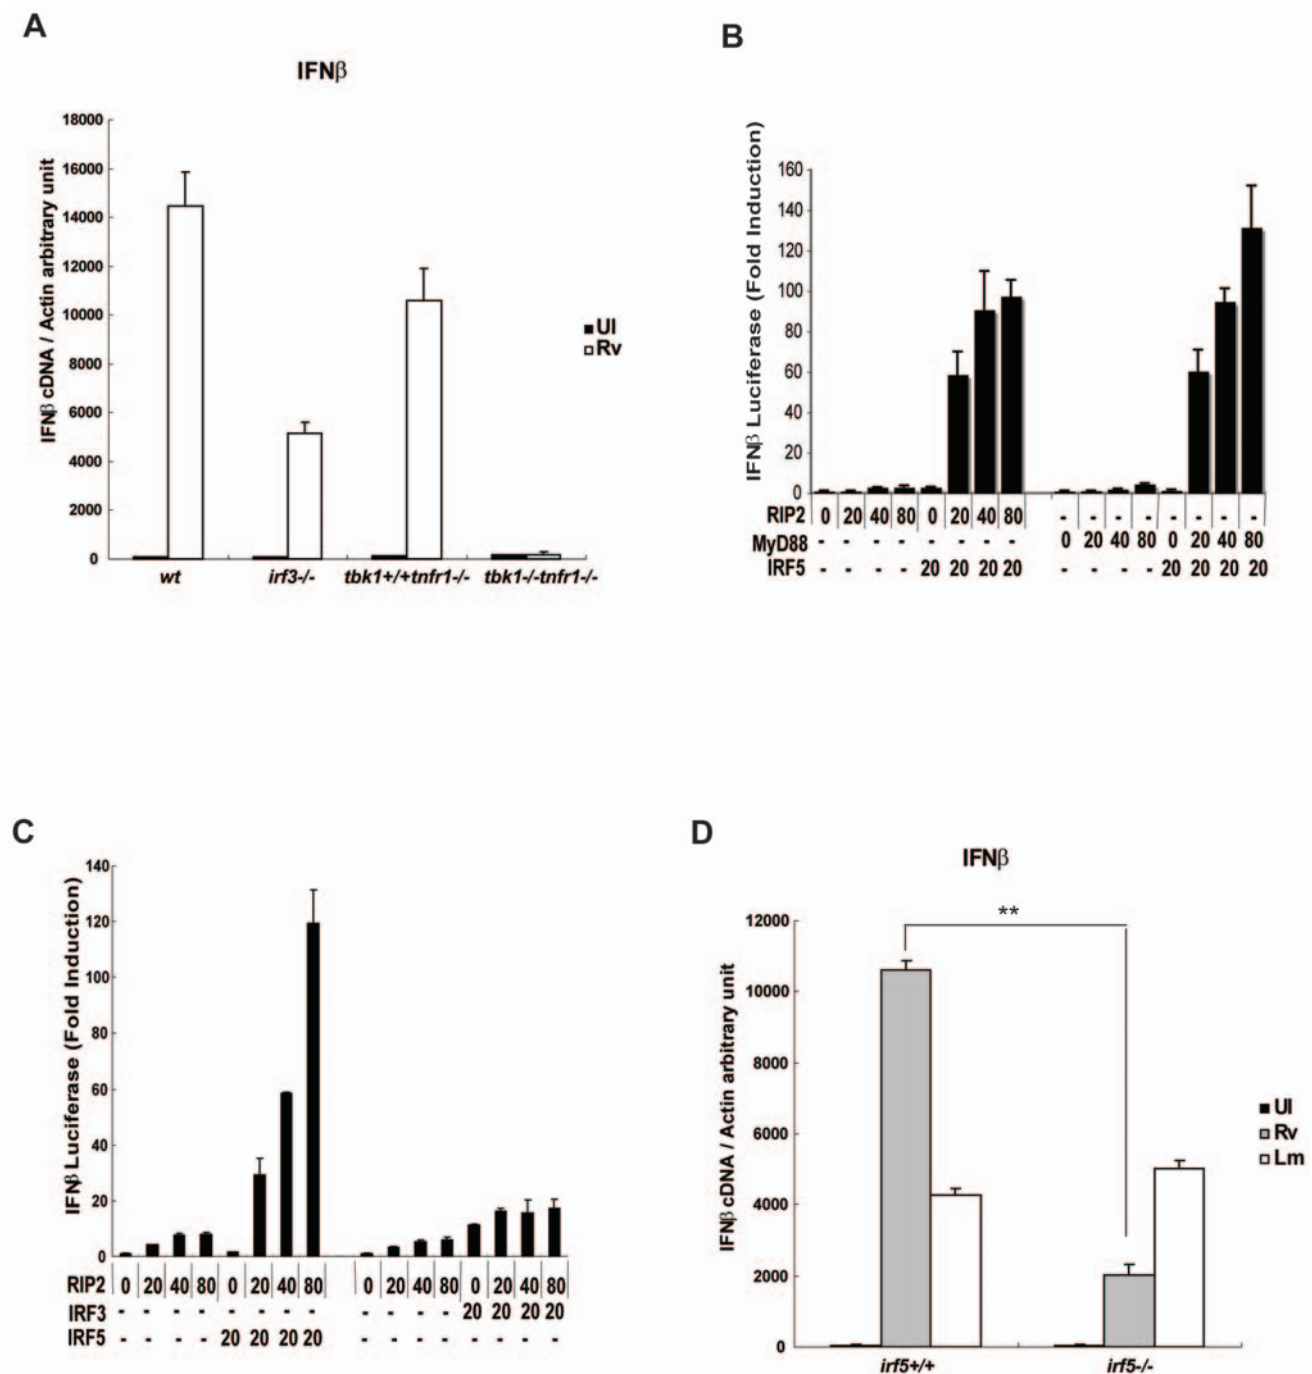 A
IFNβ
IFNβ cDNA / Actin arbitrary unit
18000
16000
14000
12000
10000
8000
6000
4000
2000
0
wt irf3-/- tbk1+/+tnfr1-/- tbk1-/-tnfr1-/-
UI
Rv
B
IFNβ Luciferase (Fold Induction)
160
140
120
100
80
60
40
20
0
RIP2 0 20 40 80 0 20 40 80 - - - - - - - -
MyD88 - - - - - - - - 0 20 40 80 0 20 40 80
IRF5 - - - - 20 20 20 20 - - - - 20 20 20 20
C
IFNβ Luciferase (Fold Induction)
140
120
100
80
60
40
20
0
RIP2 0 20 40 80 0 20 40 80 0 20 40 80 0 20 40 80
IRF3 - - - - - - - - - - - - 20 20 20 20
IRF5 - - - - 20 20 20 20 - - - - - - - -
D
IFNβ
**
IFNβ cDNA / Actin arbitrary unit
12000
10000
8000
6000
4000
2000
0
irf5+/+ irf5-/-
UI
Rv
Lm